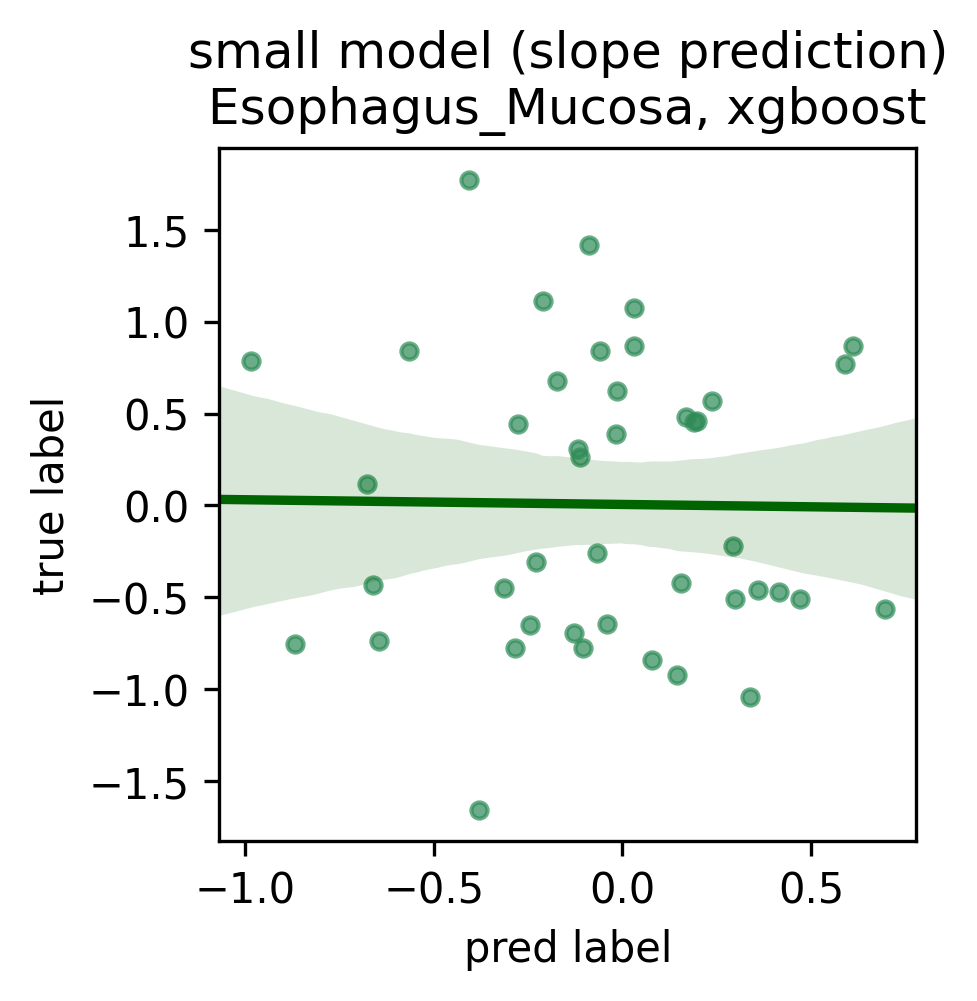 small model (slope prediction)
Esophagus_Mucosa, xgboost
true label
1.5
1.0
0.5
0.0
−0.5
−1.0
−1.5
−1.0
−0.5
0.0
0.5
pred label